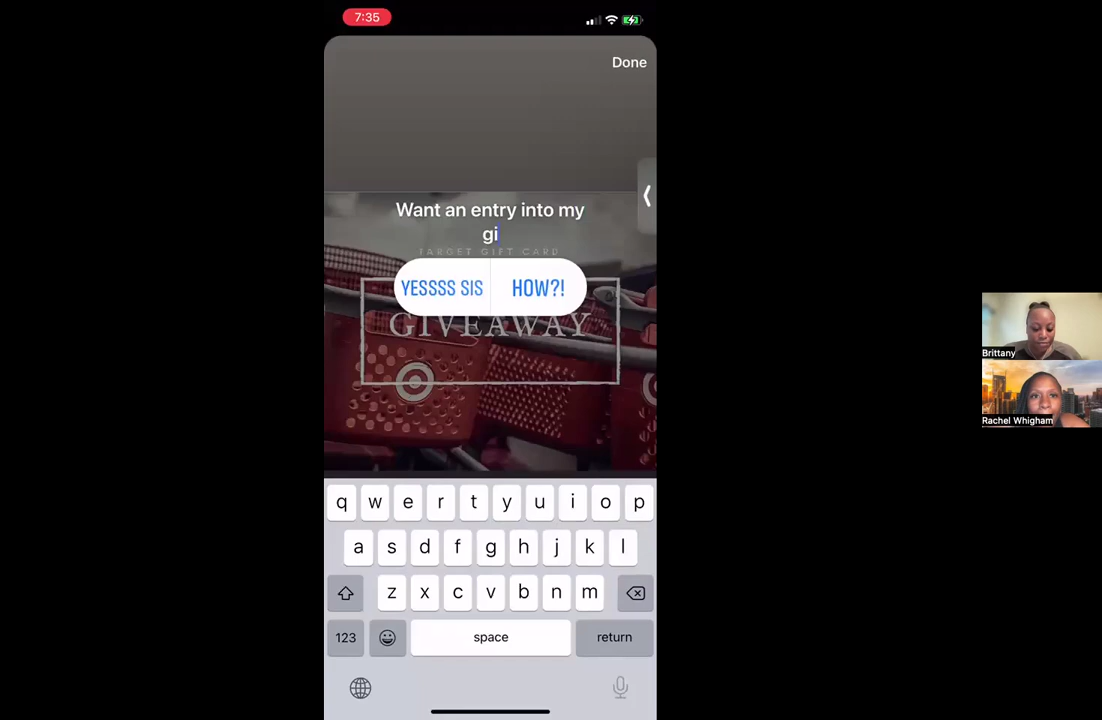 7:35
Done
Want an entry into my
gi
TARGET GIFT CARD
YESSSS SIS
HOW?!
GIVEAWAY
q w e r t y u i o p
a s d f g h j k l
z x c v b n m
123
space
return
Brittany
Rachel Whigham